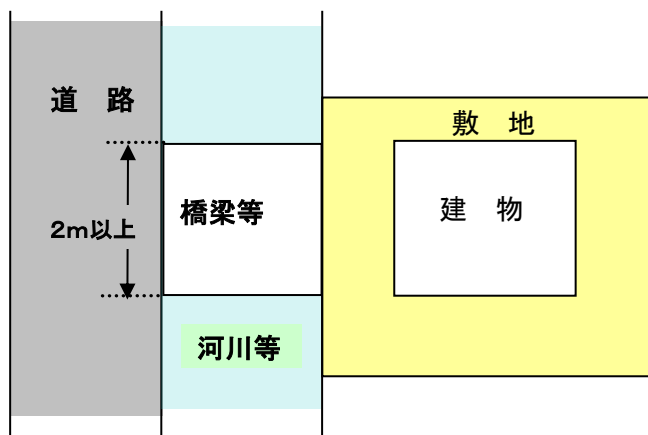 道　路
敷　地
橋梁等
建　物
2m以上
河川等